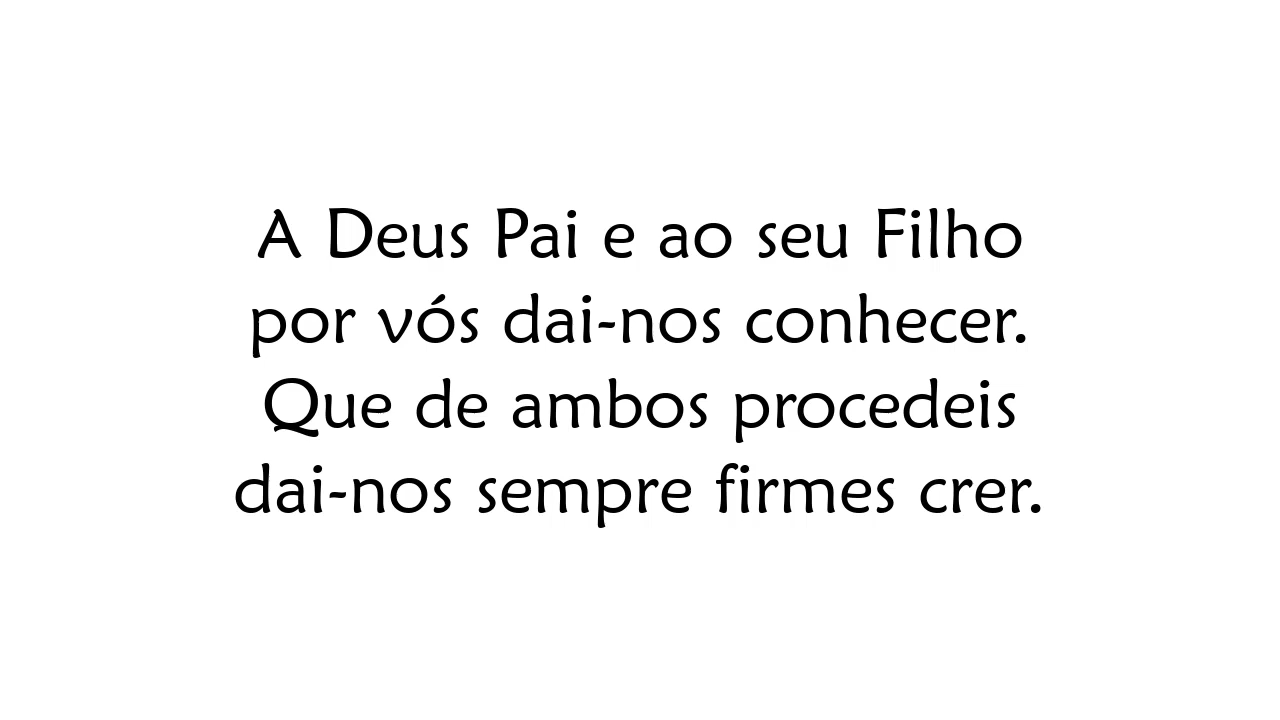 A Deus Pai e ao seu Filho
por vós dai-nos conhecer.
Que de ambos procedeis
dai-nos sempre firmes crer.